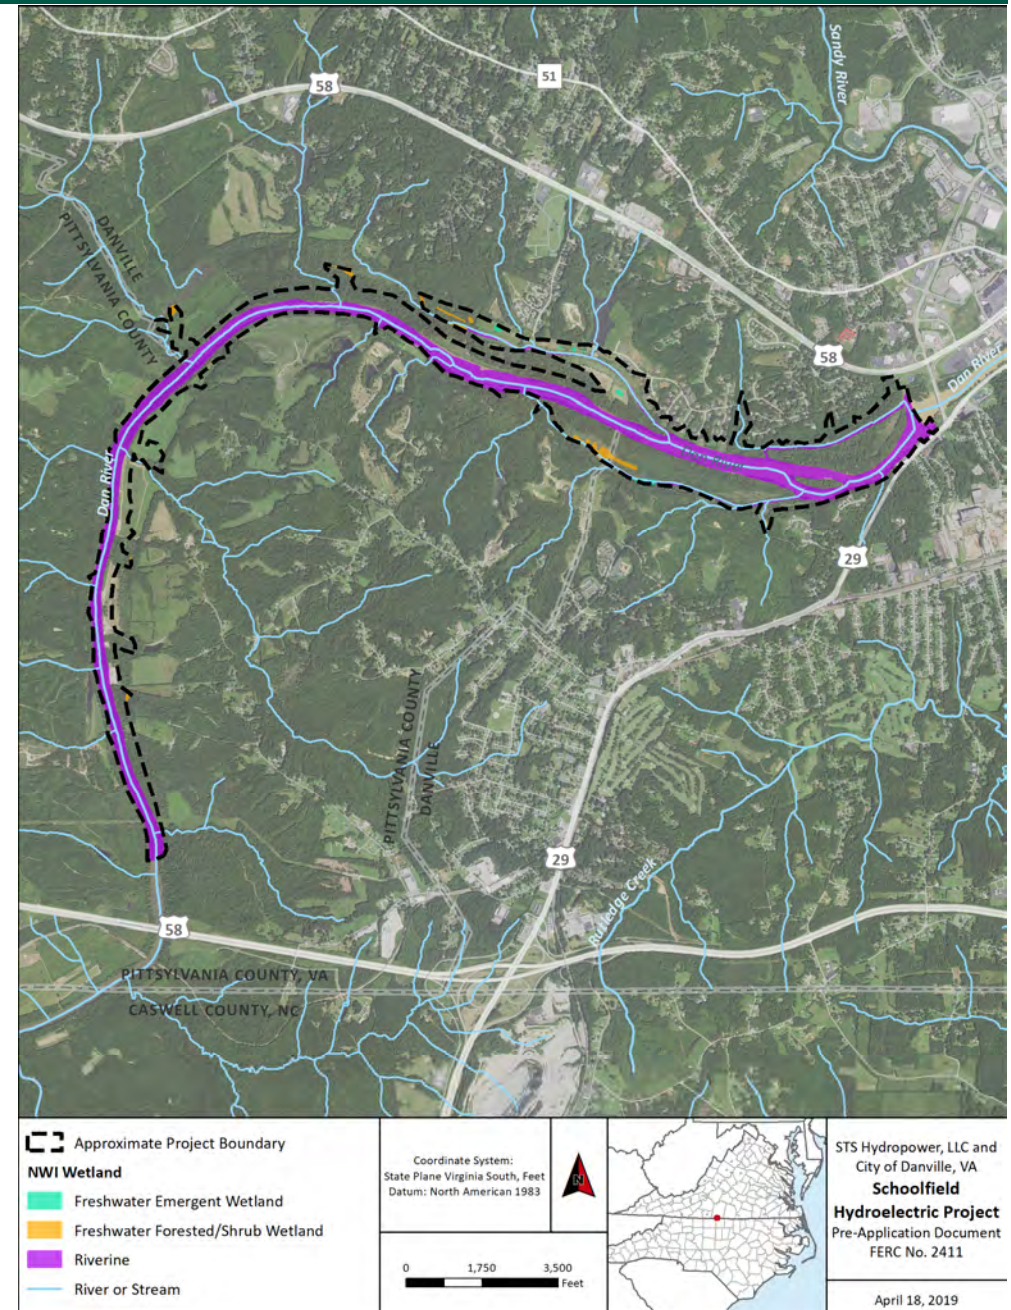 58
51
Sandy River
DANVILLE
PITTSYLVANIA COUNTY
58
Dan River
Dan River
Dan River
29
PITTSYLVANIA COUNTY
DANVILLE
29
Rutledge Creek
58
PITTSYLVANIA COUNTY, VA
CASWELL COUNTY, NC
Approximate Project Boundary
NWI Wetland
Freshwater Emergent Wetland
Freshwater Forested/Shrub Wetland
Riverine
River or Stream
Coordinate System:
State Plane Virginia South, Feet
Datum: North American 1983
N
0 1,750 3,500
Feet
STS Hydropower, LLC and
City of Danville, VA
Schoolfield
Hydroelectric Project
Pre-Application Document
FERC No. 2411
April 18, 2019